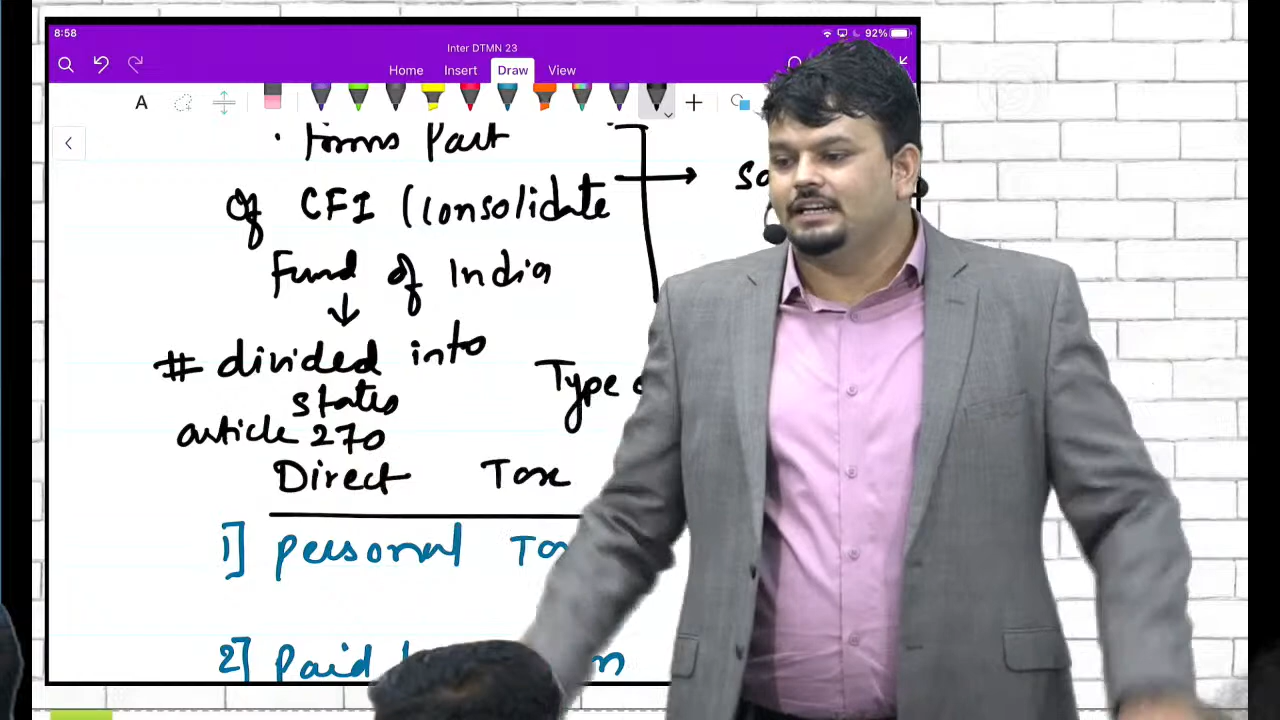 8:58
92%
Inter DTMN 23
Home Insert Draw View
A
forms Part
of CFI (Consolidate
Fund of India
# divided into
states
article 270
Type
Direct Tax
1] Personal
2] Paid